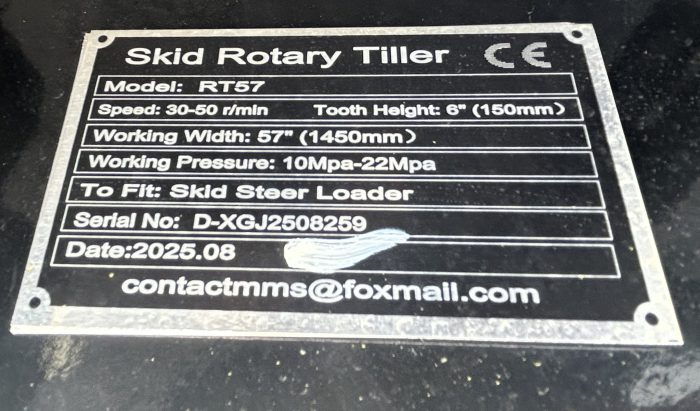 Skid Rotary Tiller CE
Model: RT57
Speed: 30-50 r/min Tooth Height: 6" (150mm)
Working Width: 57" (1450mm)
Working Pressure: 10Mpa-22Mpa
To Fit: Skid Steer Loader
Serial No: D-XGJ2508259
Date:2025.08
contactmms@foxmail.com